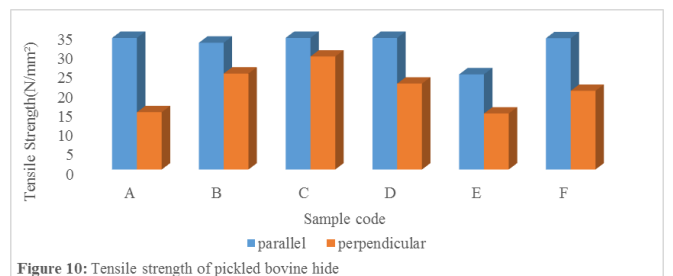 Tensile Strength(N/mm²)
35
30
25
20
15
10
5
0
A B C D E F
Sample code
parallel perpendicular
Figure 10: Tensile strength of pickled bovine hide